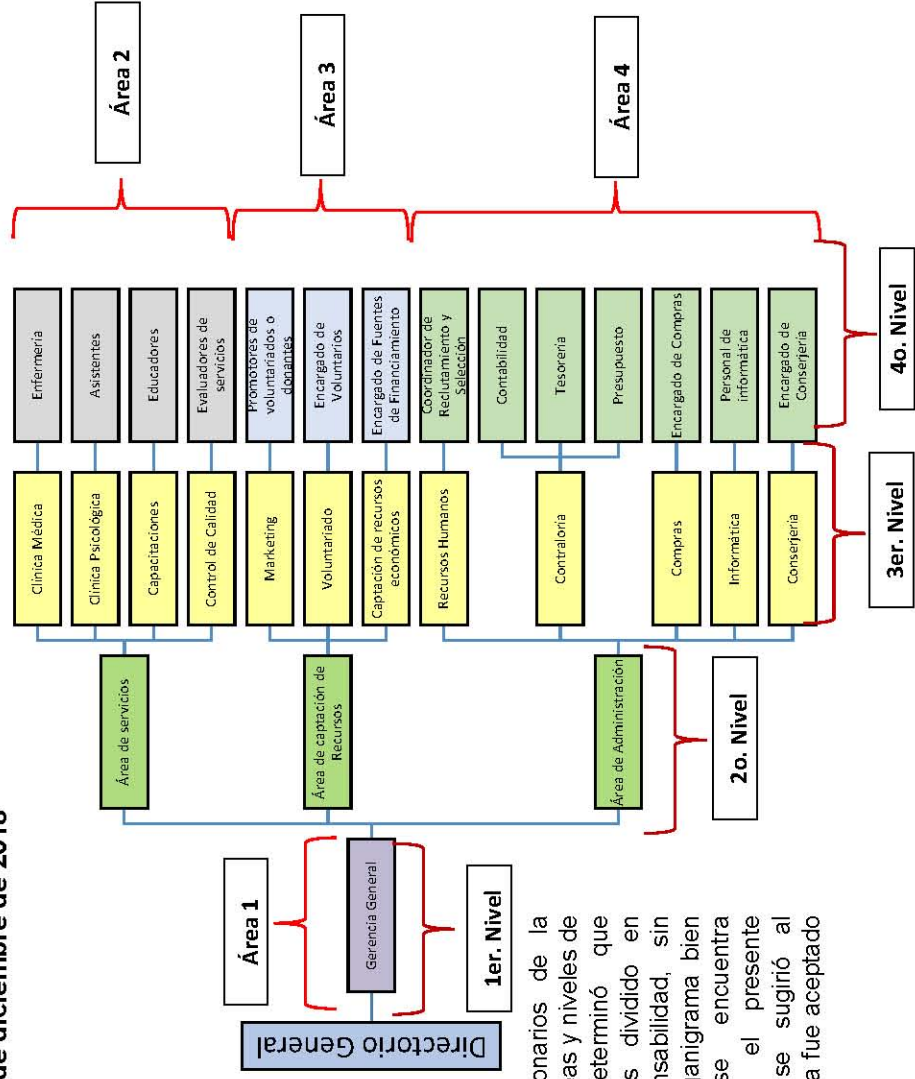 de diciembre de 2018
Área 1
Área 2
Área 3
Área 4
Directorio General
Gerencia General
1er. Nivel
Área de servicios
Área de captación de
Recursos
Área de Administración
2o. Nivel
Clínica Médica
Clínica Psicológica
Capacitaciones
Control de Calidad
Marketing
Voluntariado
Captación de recursos
económicos
Recursos Humanos
Contraloría
Compras
Informática
Conserjería
3er. Nivel
Enfermería
Asistentes
Educadores
Evaluadores de
servicios
Promotores de
voluntariados o
donantes
Encargado de
Voluntarios
Encargado de Fuentes
de Financiamiento
Coordinador de
Reclutamiento y
Selección
Contabilidad
Tesorería
Presupuesto
Encargado de Compras
Personal de
informática
Encargado de
Conserjería
4o. Nivel
onarios de la
as y niveles de
eterminó que
s dividido en
nsabilidad, sin
ganigrama bien
se encuentra
el presente
se sugirió al
a fue aceptado